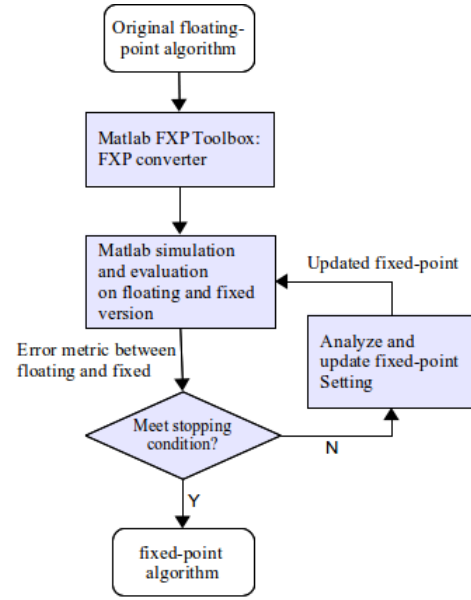 Original floating-
point algorithm
Matlab FXP Toolbox:
FXP converter
Matlab simulation
and evaluation
on floating and fixed
version
Updated fixed-point
Analyze and
update fixed-point
Setting
Error metric between
floating and fixed
Meet stopping
condition?
N
Y
fixed-point
algorithm